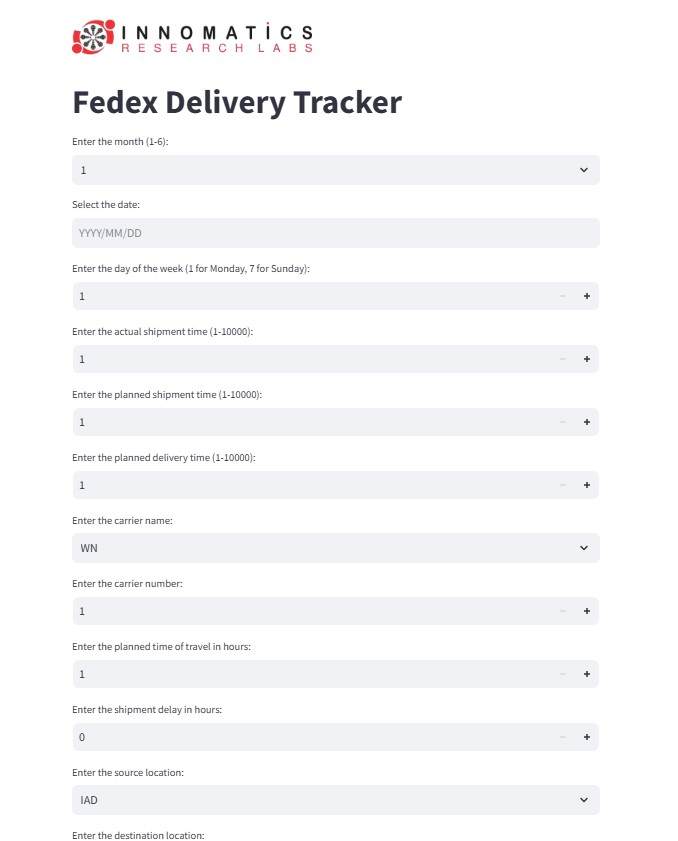 INNOMATICS
RESEARCH LABS
Fedex Delivery Tracker
Enter the month (1-6):
1
Select the date:
YYYY/MM/DD
Enter the day of the week (1 for Monday, 7 for Sunday):
1
Enter the actual shipment time (1-10000):
1
Enter the planned shipment time (1-10000):
1
Enter the planned delivery time (1-10000):
1
Enter the carrier name:
WN
Enter the carrier number:
1
Enter the planned time of travel in hours:
1
Enter the shipment delay in hours:
0
Enter the source location:
IAD
Enter the destination location: